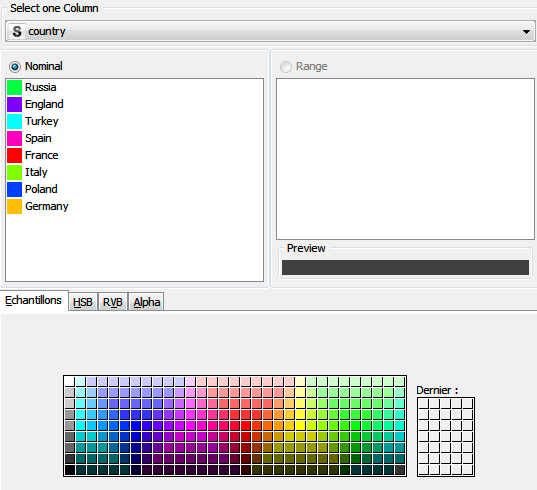 Select one Column
S country
Nominal
Russia
England
Turkey
Spain
France
Italy
Poland
Germany
Range
Preview
Echantillons HSB RVB Alpha
Dernier :